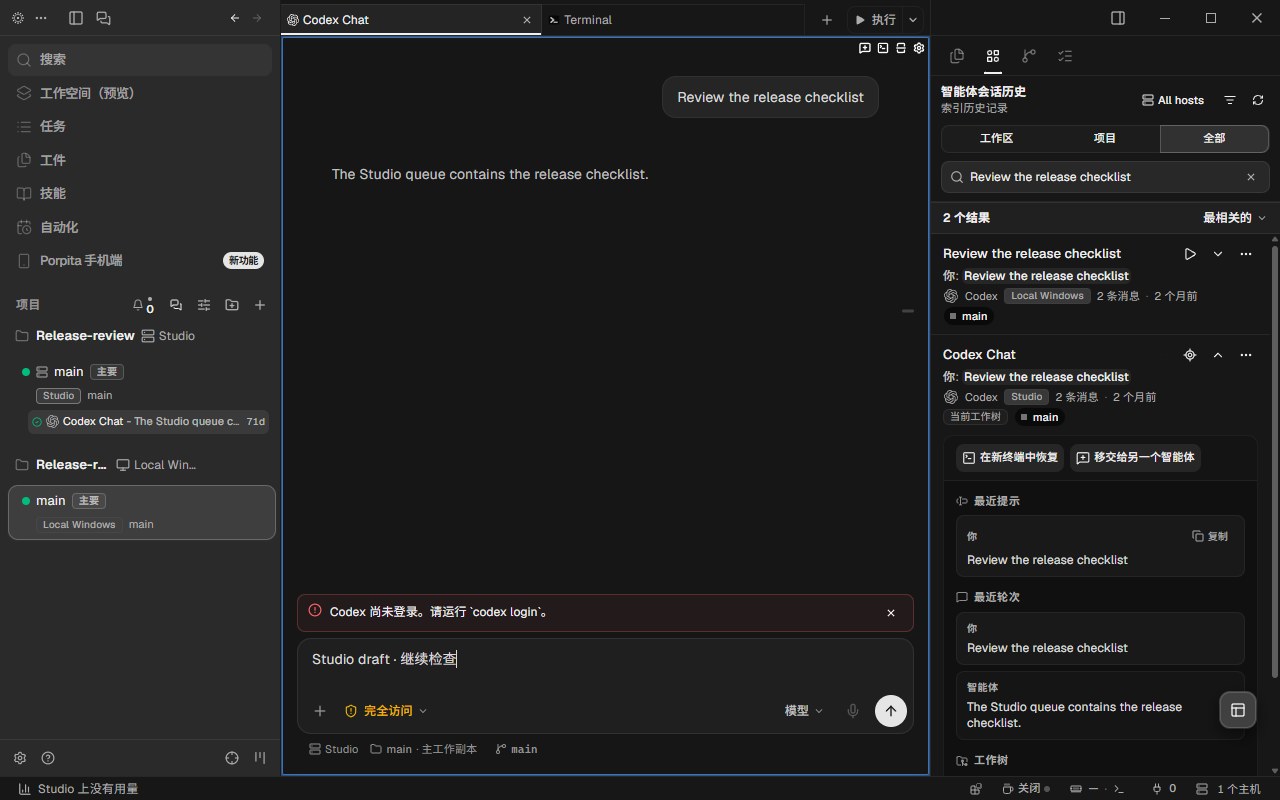 Codex Chat
Terminal
执行
搜索
工作空间（预览）
任务
工件
技能
自动化
Porpita 手机端
新功能
项目
0
Release-review
Studio
main
主要
Studio
main
Codex Chat - The Studio queue c...
71d
Release-r...
Local Win...
main
主要
Local Windows
main
Studio 上没有用量
Review the release checklist
The Studio queue contains the release checklist.
Codex 尚未登录。请运行 `codex login`。
Studio draft · 继续检查
完全访问
模型
Studio
main · 主工作副本
main
智能体会话历史
索引历史记录
All hosts
工作区
项目
全部
Review the release checklist
2 个结果
最相关的
Review the release checklist
你: Review the release checklist
Codex
Local Windows
2 条消息 · 2 个月前
main
Codex Chat
你: Review the release checklist
Codex
Studio
2 条消息 · 2 个月前
当前工作树
main
在新终端中恢复
移交给另一个智能体
最近提示
你
复制
Review the release checklist
最近轮次
你
Review the release checklist
智能体
The Studio queue contains the release
checklist.
工作树
关闭
— ·
0
1 个主机